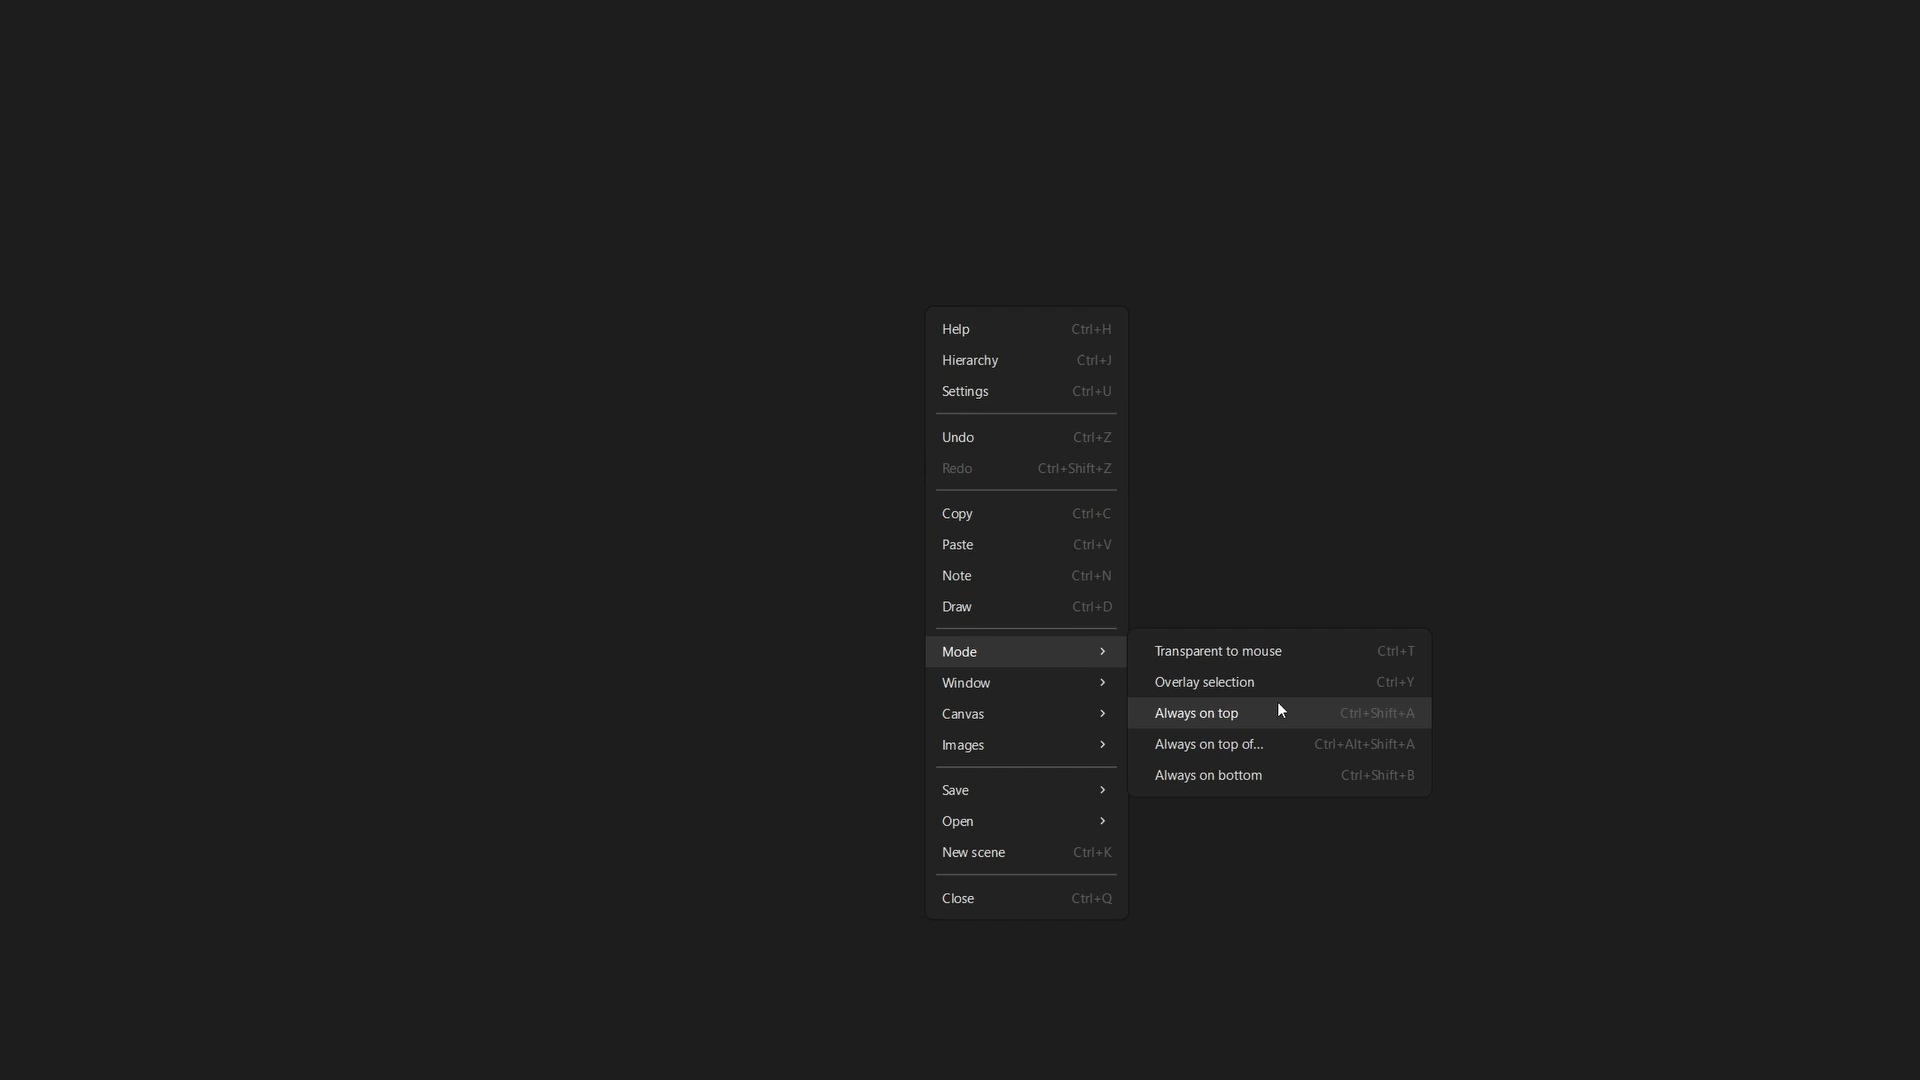 Help Ctrl+H
Hierarchy Ctrl+J
Settings Ctrl+U
Undo Ctrl+Z
Redo Ctrl+Shift+Z
Copy Ctrl+C
Paste Ctrl+V
Note Ctrl+N
Draw Ctrl+D
Mode
Window
Canvas
Images
Save
Open
New scene Ctrl+K
Close Ctrl+Q
Transparent to mouse Ctrl+T
Overlay selection Ctrl+Y
Always on top Ctrl+Shift+A
Always on top of... Ctrl+Alt+Shift+A
Always on bottom Ctrl+Shift+B